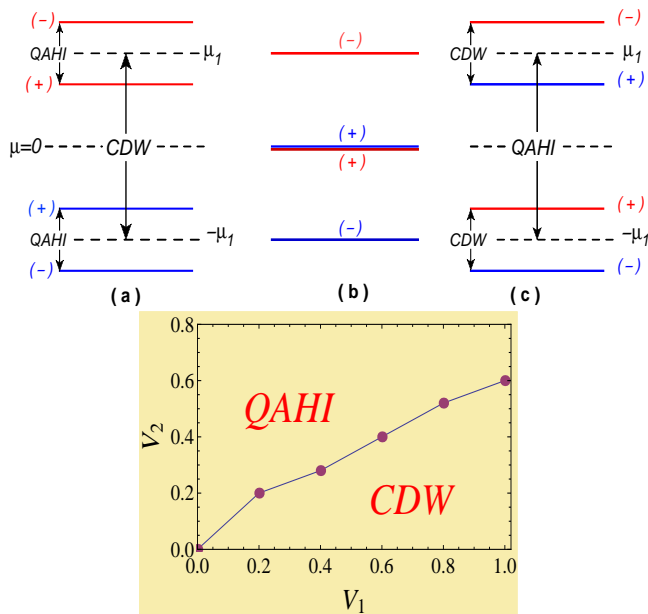 (−) (−) (−)
QAHI μ1 CDW μ1
(+) (+) (+)
μ=0 CDW (+) QAHI
(+)
(+) (+)
QAHI −μ1 (−) CDW −μ1
(−) (−)
(a) (b) (c)
0.8
0.6
0.4
0.2
0.0
V2
QAHI
CDW
0.0 0.2 0.4 0.6 0.8 1.0
V1